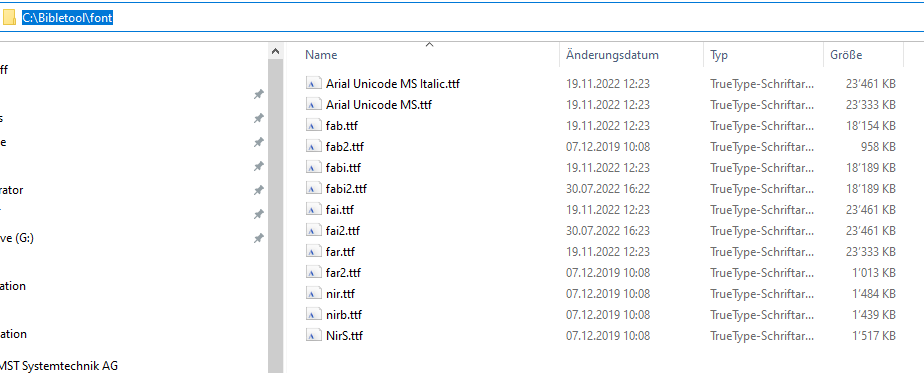 C:\Bibletool\font
Name Änderungsdatum Typ Größe
ff
Arial Unicode MS Italic.ttf 19.11.2022 12:23 TrueType-Schriftar... 23'461 KB
Arial Unicode MS.ttf 19.11.2022 12:23 TrueType-Schriftar... 23'333 KB
s
fab.ttf 19.11.2022 12:23 TrueType-Schriftar... 18'154 KB
e
fab2.ttf 07.12.2019 10:08 TrueType-Schriftar... 958 KB
fabi.ttf 19.11.2022 12:23 TrueType-Schriftar... 18'189 KB
rator
fabi2.ttf 30.07.2022 16:22 TrueType-Schriftar... 18'189 KB
fai.ttf 19.11.2022 12:23 TrueType-Schriftar... 23'461 KB
ve (G:)
fai2.ttf 30.07.2022 16:23 TrueType-Schriftar... 23'461 KB
far.ttf 19.11.2022 12:23 TrueType-Schriftar... 23'333 KB
far2.ttf 07.12.2019 10:08 TrueType-Schriftar... 1'013 KB
ation
nir.ttf 07.12.2019 10:08 TrueType-Schriftar... 1'484 KB
nirb.ttf 07.12.2019 10:08 TrueType-Schriftar... 1'439 KB
ation
NirS.ttf 07.12.2019 10:08 TrueType-Schriftar... 1'517 KB
MST Systemtechnik AG